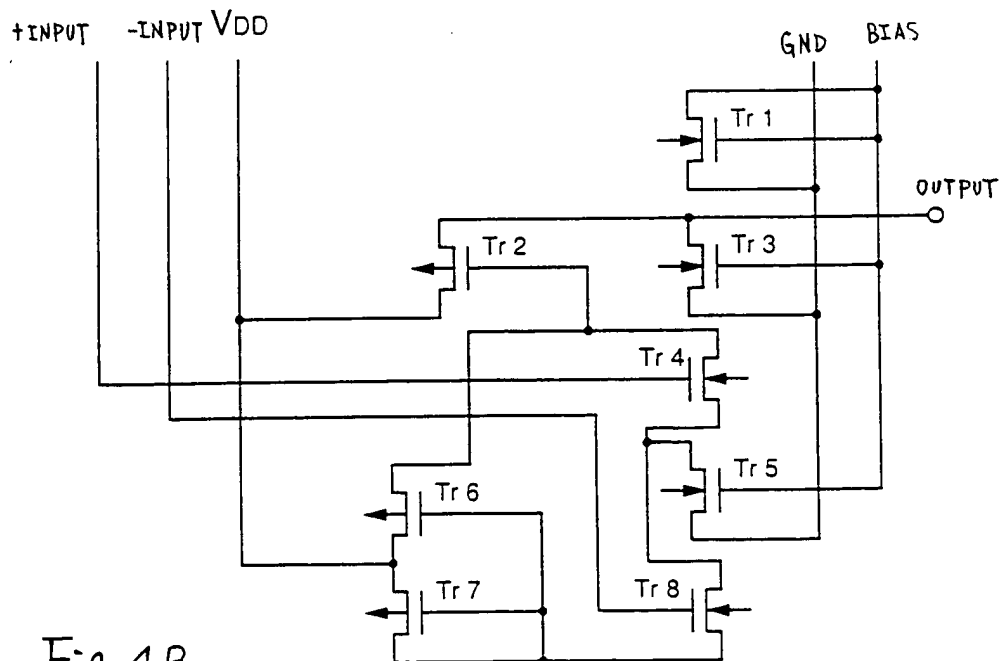 +INPUT -INPUT VDD GND BIAS
Tr 1
OUTPUT
Tr 2 Tr 3
Tr 4
Tr 5
Tr 6
Tr 7 Tr 8